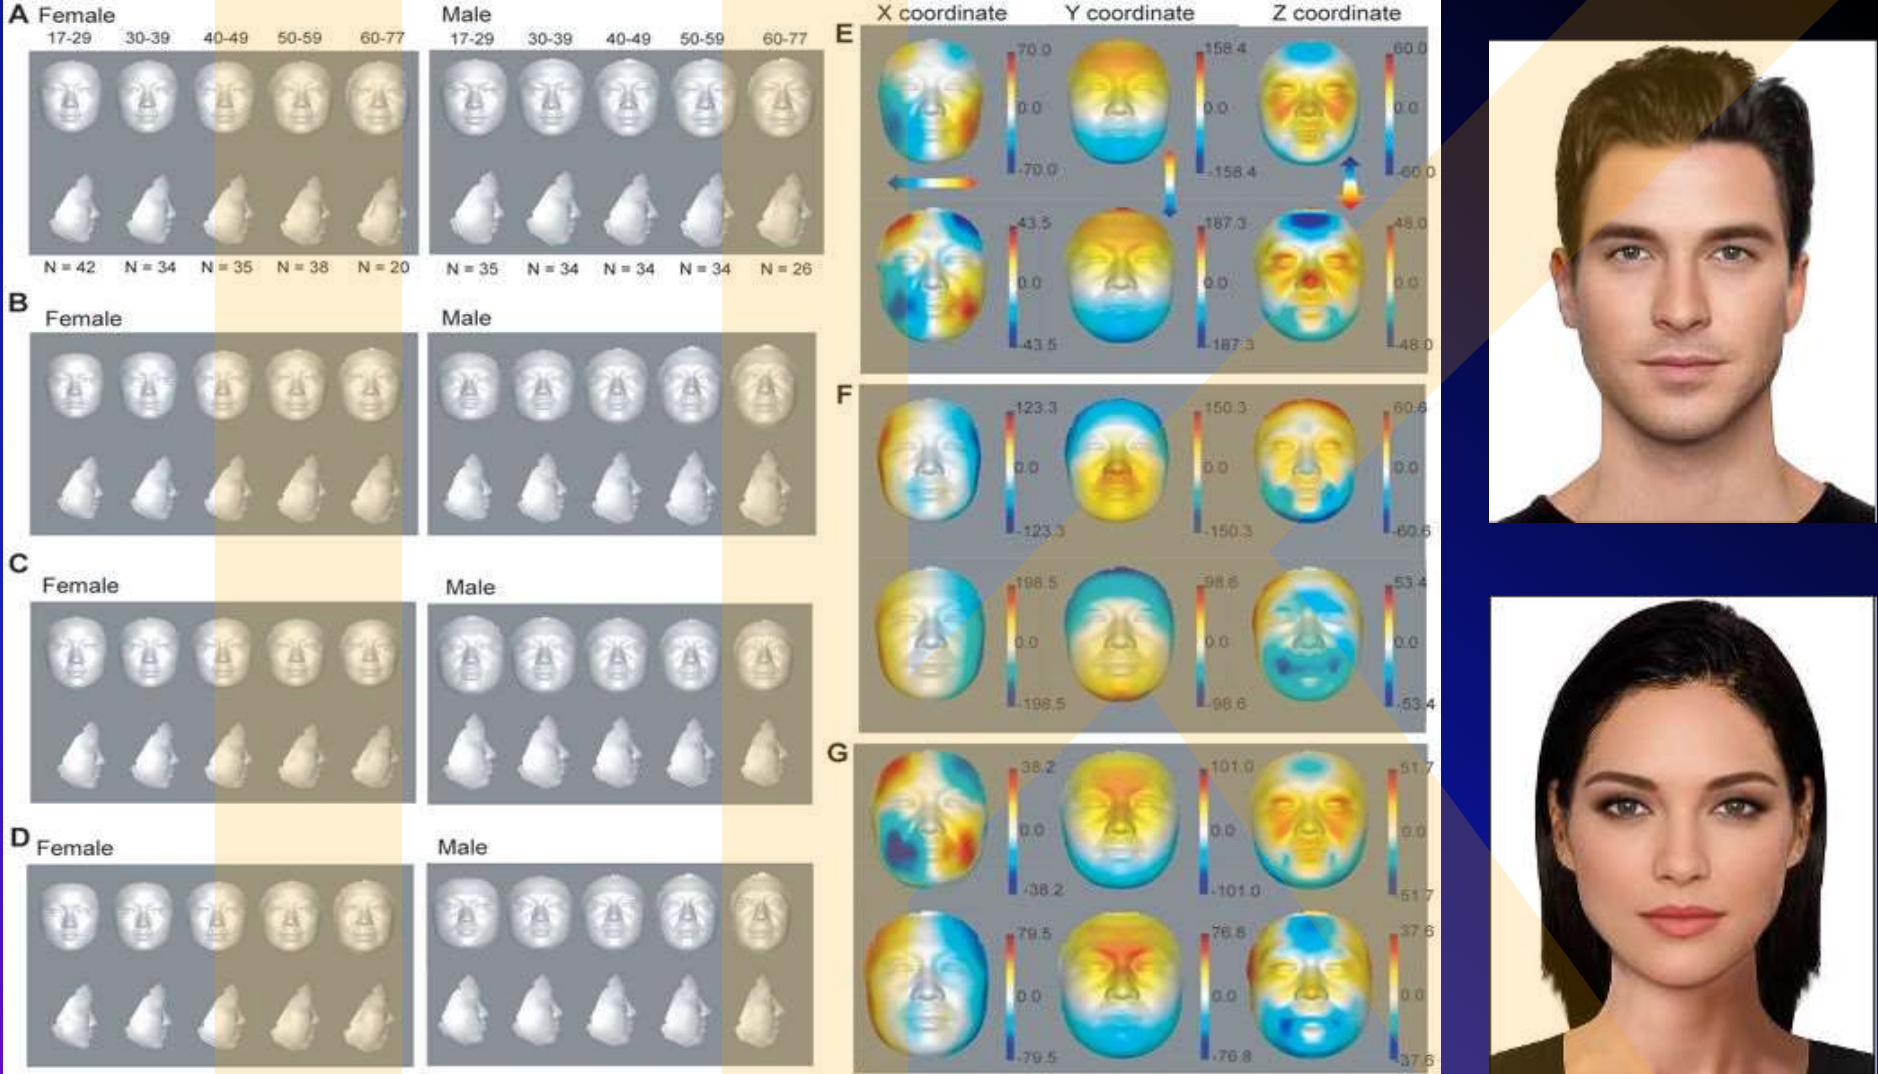 A Female
17-29 30-39 40-49 50-59 60-77
N = 42 N = 34 N = 35 N = 38 N = 20
Male
17-29 30-39 40-49 50-59 60-77
N = 35 N = 34 N = 34 N = 34 N = 26
B
Female
Male
C
Female
Male
D Female
Male
X coordinate Y coordinate Z coordinate
E
70.0 158.4 60.0
0.0 0.0 0.0
-70.0 -158.4 -60.0
43.5 187.3 48.0
0.0 0.0 0.0
-43.5 -187.3 -48.0
F
123.3 150.3 60.6
0.0 0.0 0.0
-123.3 -150.3 -60.6
198.5 98.6 53.4
0.0 0.0 0.0
-198.5 -98.6 -53.4
G
38.2 101.0 51.7
0.0 0.0 0.0
-38.2 -101.0 51.7
79.5 76.8 37.6
0.0 0.0 0.0
-79.5 -76.8 -37.6